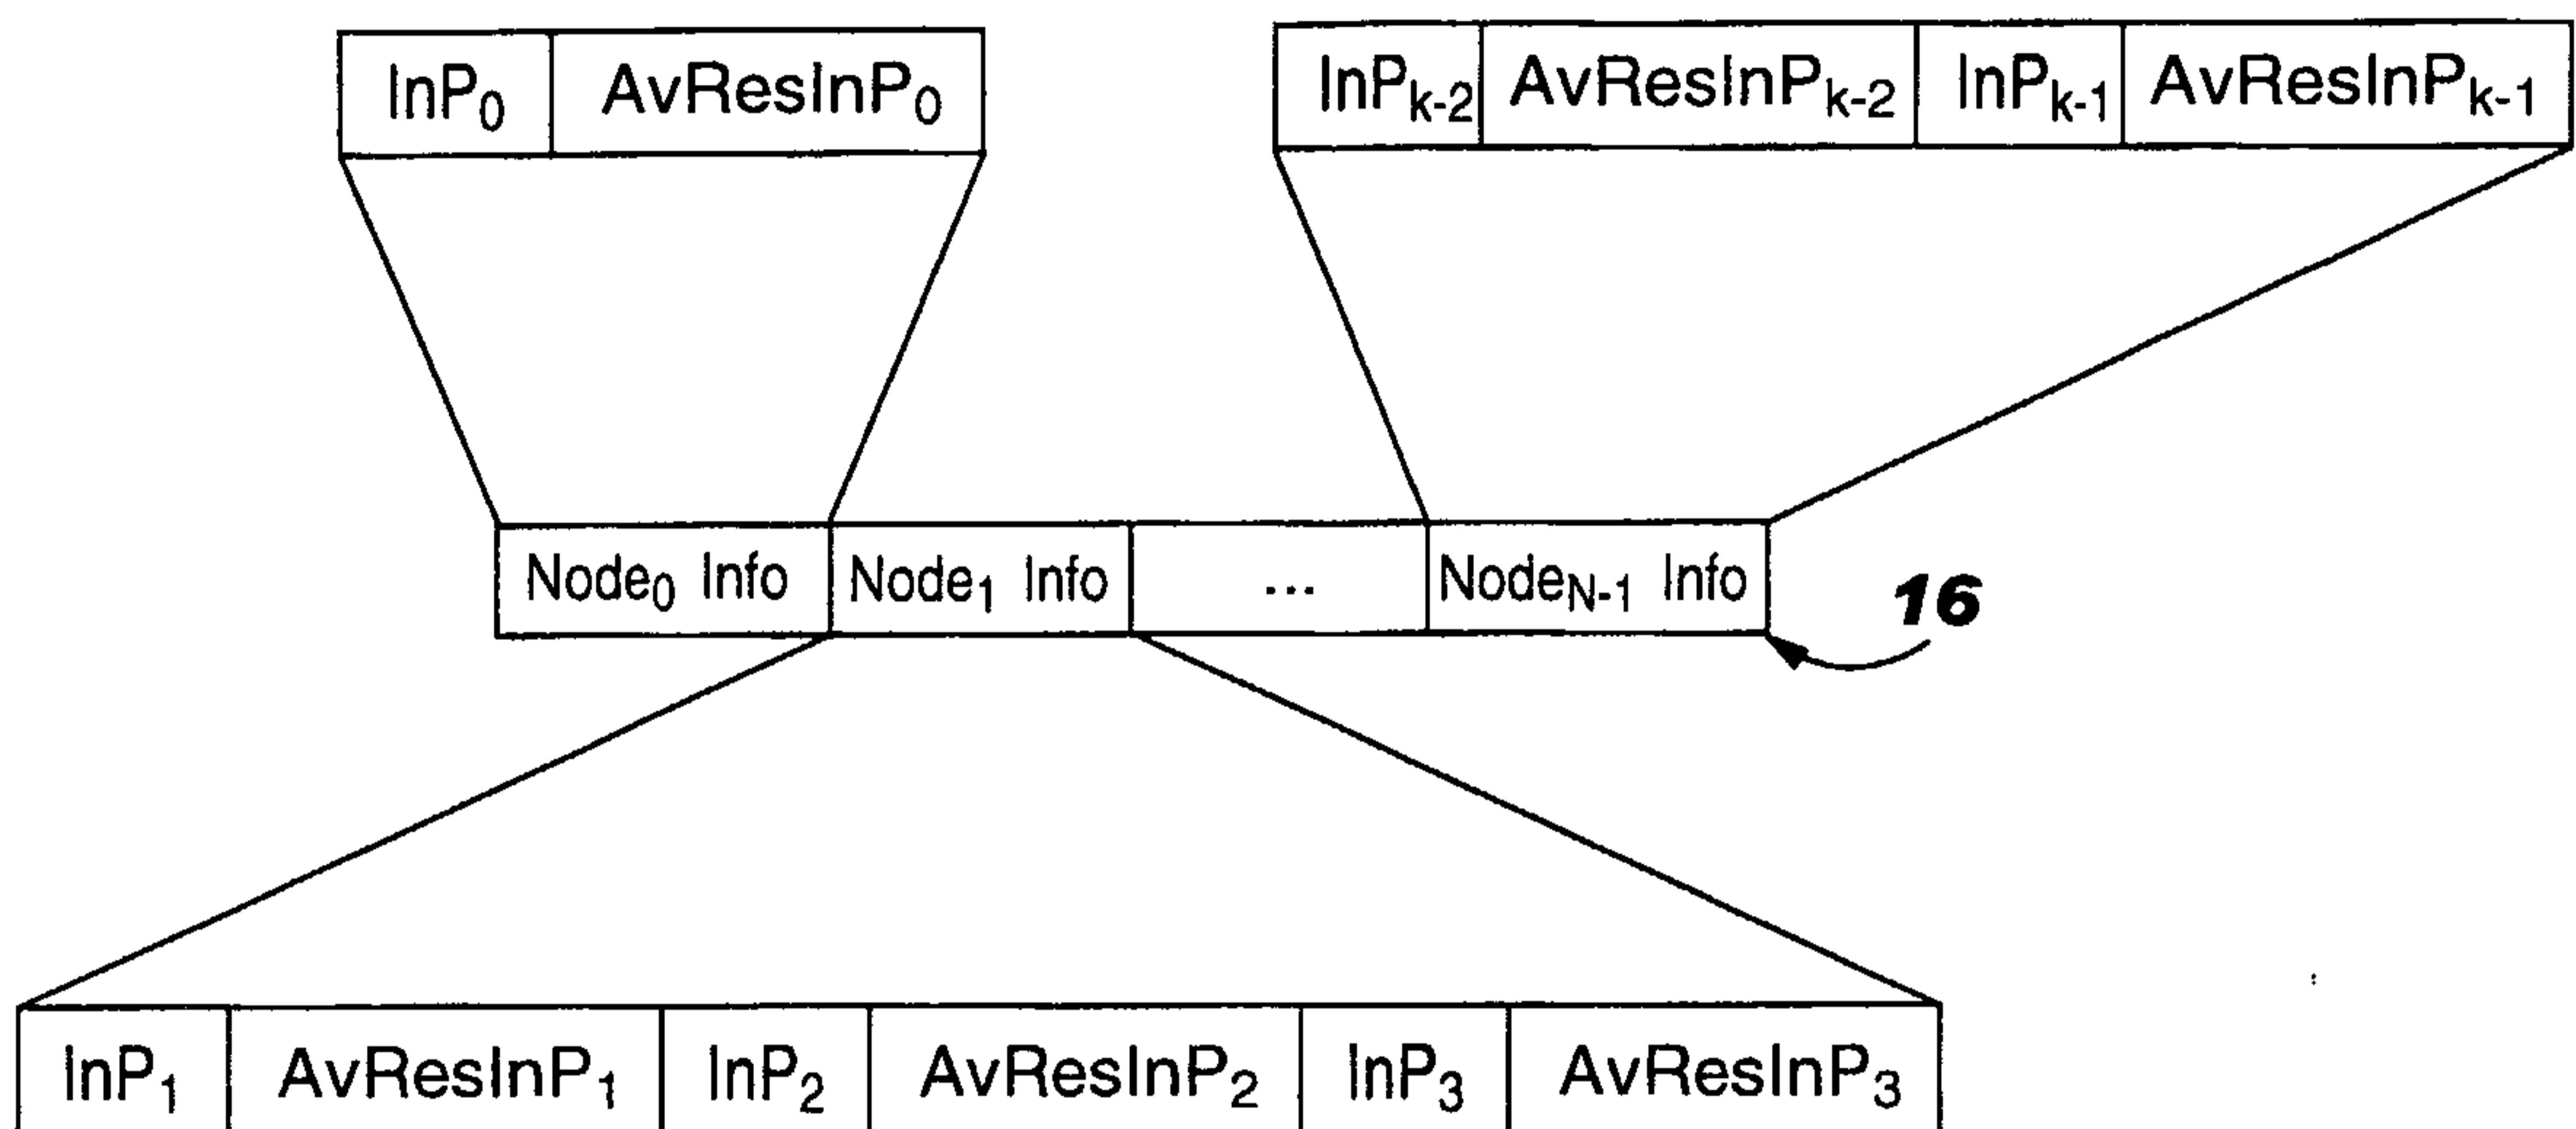 InP0 AvResInP0 InPk-2 AvResInPk-2 InPk-1 AvResInPk-1
Node0 Info Node1 Info ... NodeN-1 Info
16
InP1 AvResInP1 InP2 AvResInP2 InP3 AvResInP3